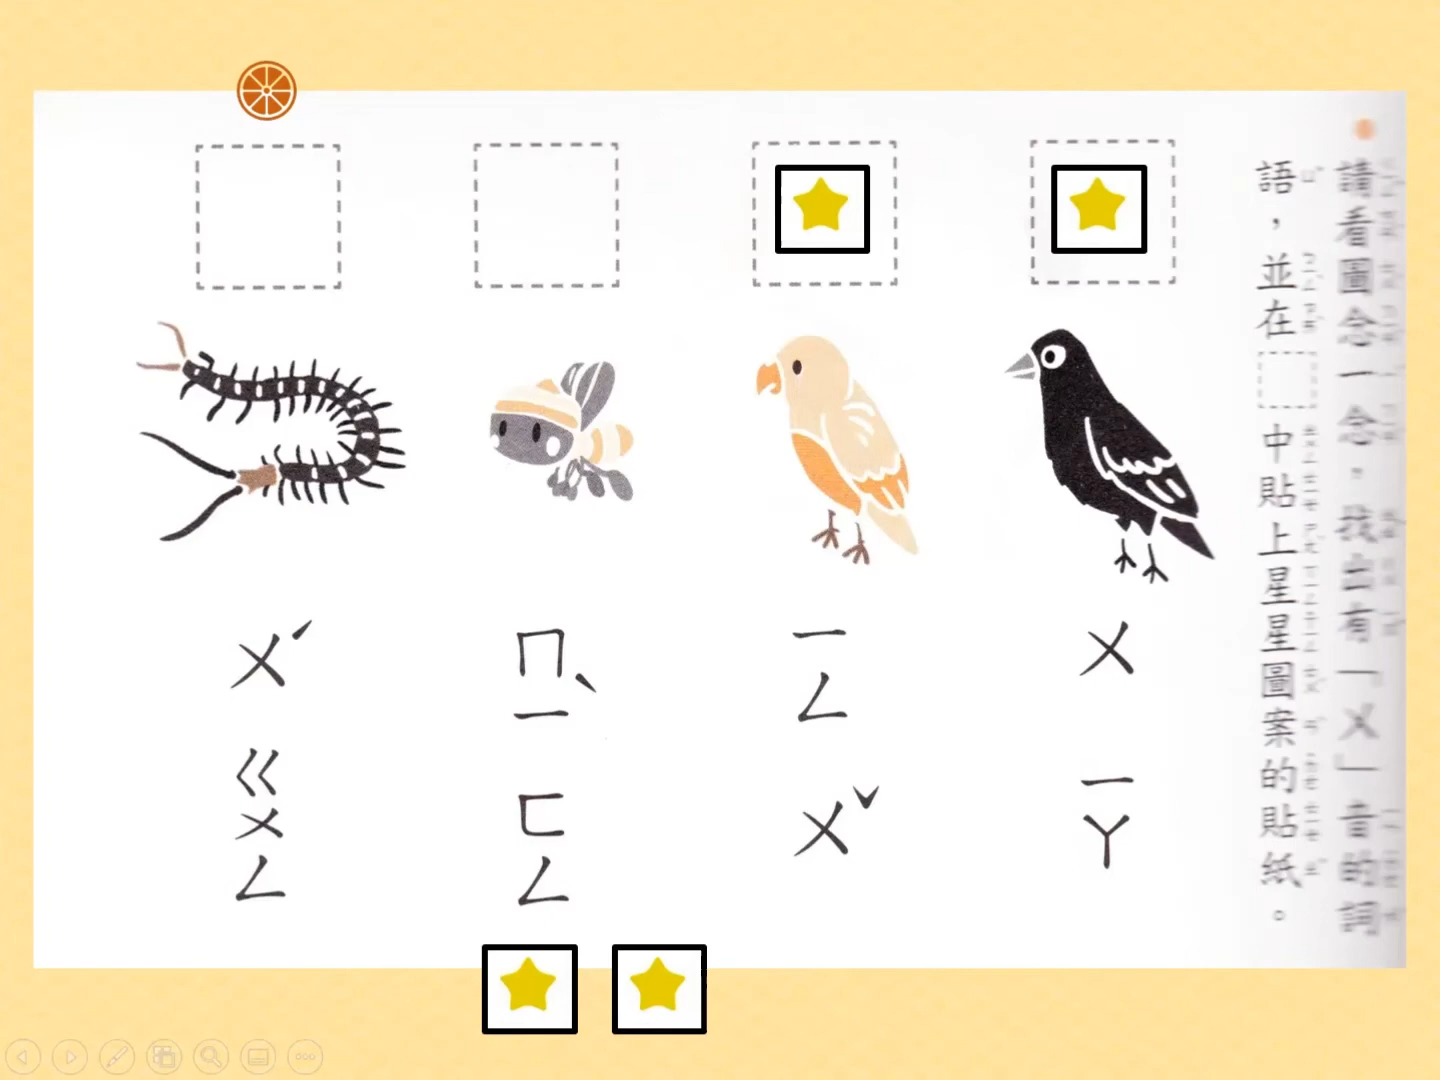 請看圖念一念，找出有「ㄨ」音的詞
語，並在 中貼上星星圖案的貼紙。
ㄨ ㄧㄚ
ㄧㄥ ㄨˇ
ㄇㄧˋ ㄈㄥ
ㄨˊ ㄍㄨㄥ